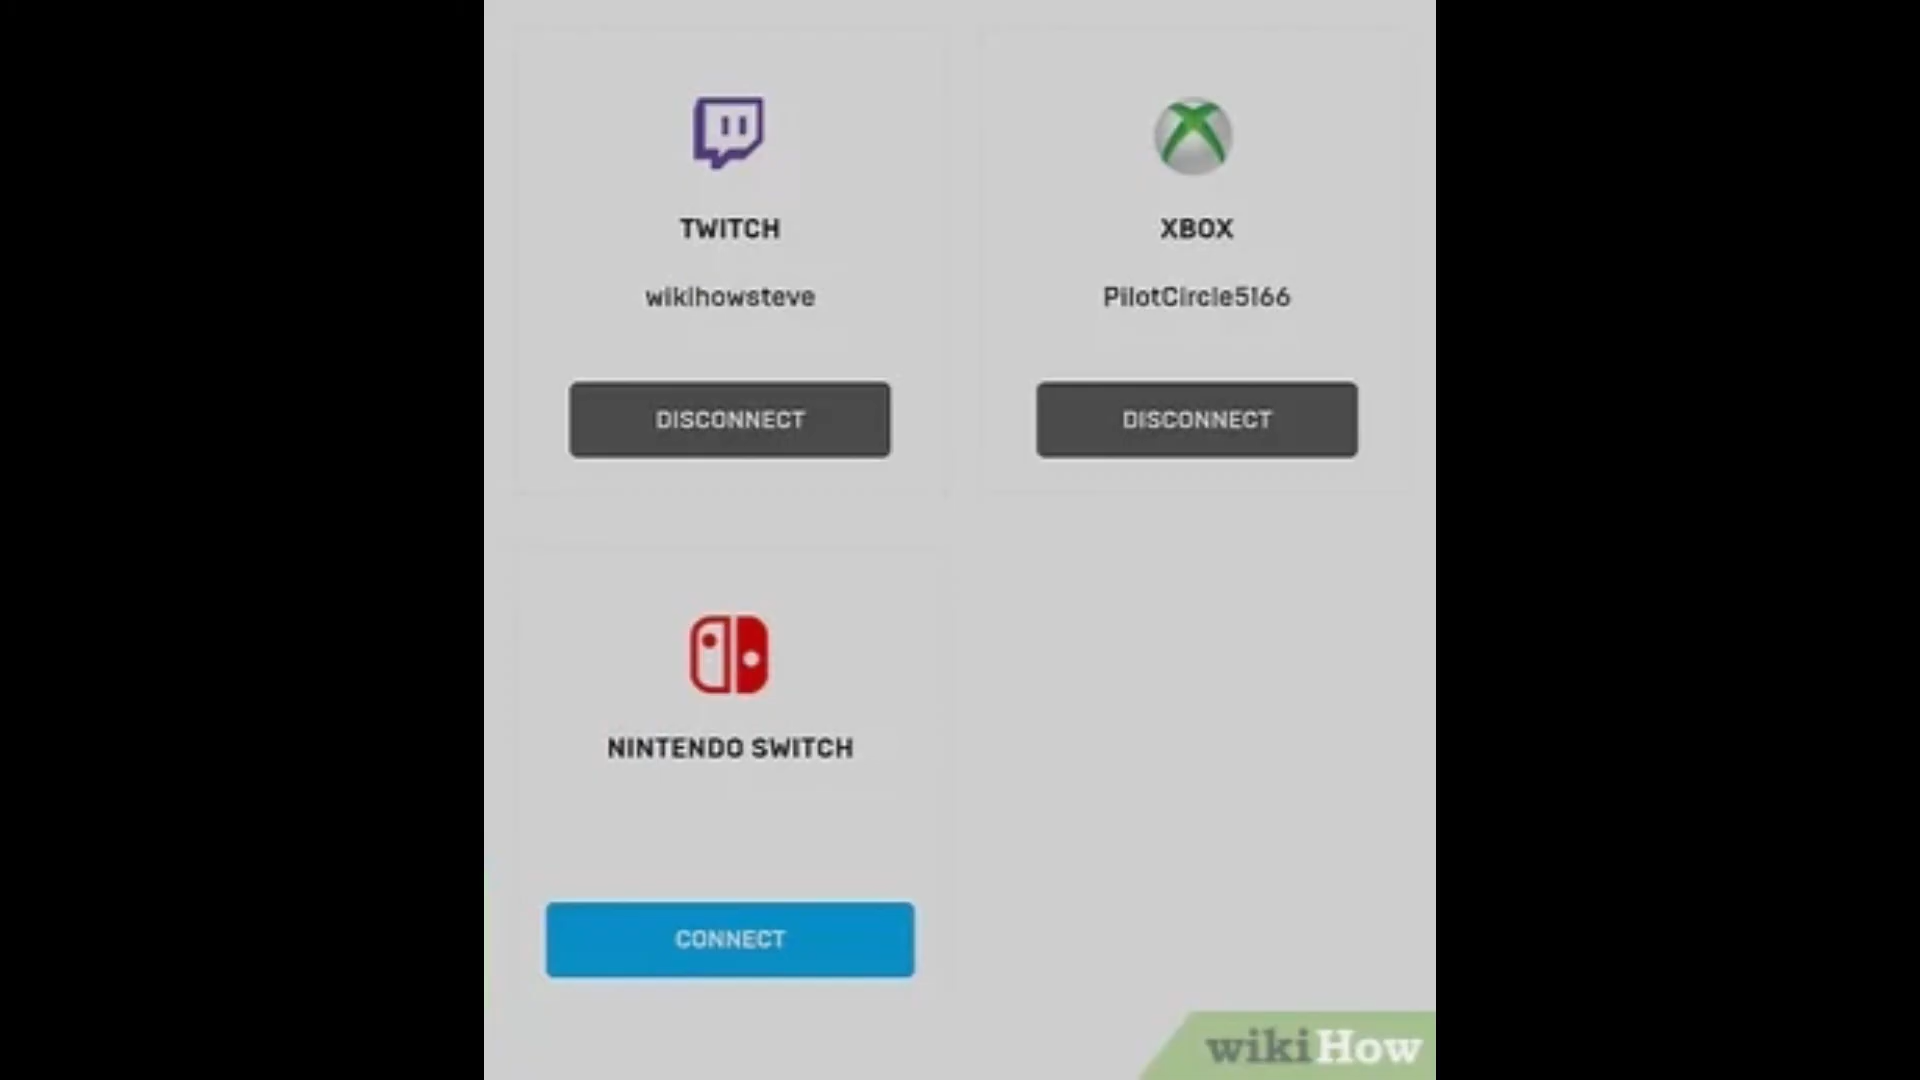 TWITCH
wikihowsteve
DISCONNECT
XBOX
PilotCircle5166
DISCONNECT
NINTENDO SWITCH
CONNECT
wikiHow